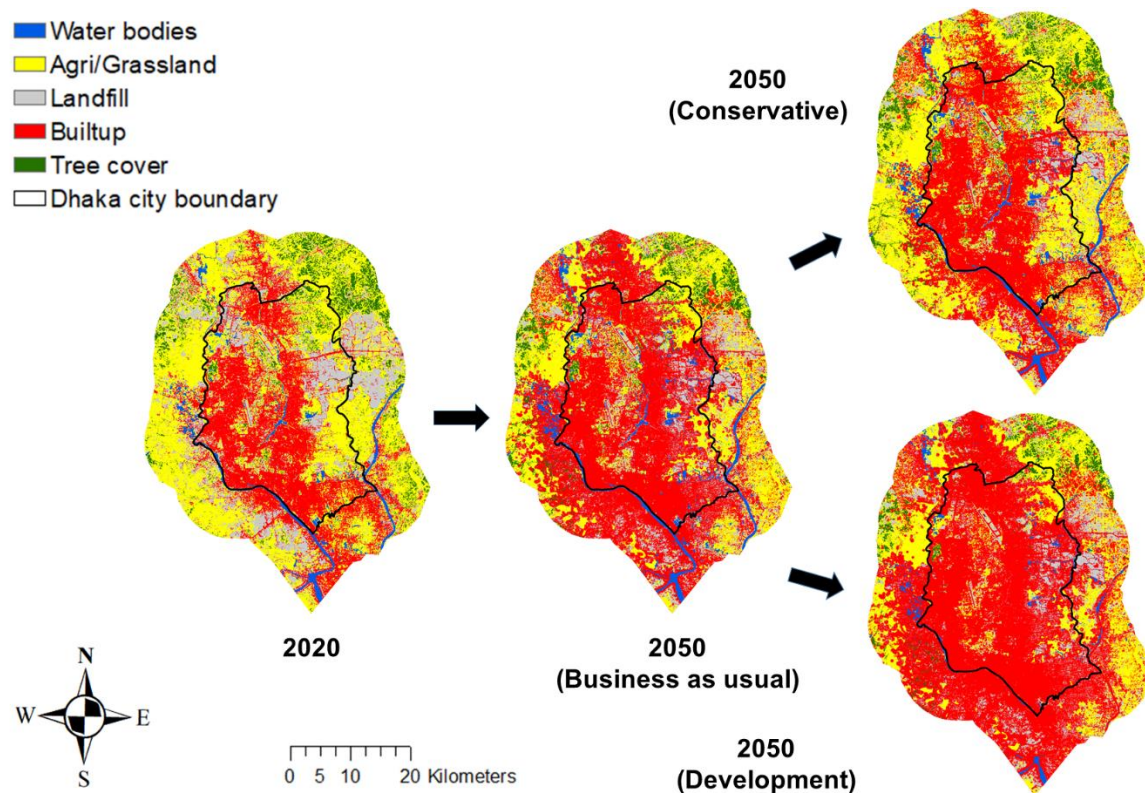 Water bodies
Agri/Grassland
Landfill
Builtup
Tree cover
Dhaka city boundary
2050
(Conservative)
2020
2050
(Business as usual)
2050
(Development)
N
W
E
S
0 5 10 20 Kilometers